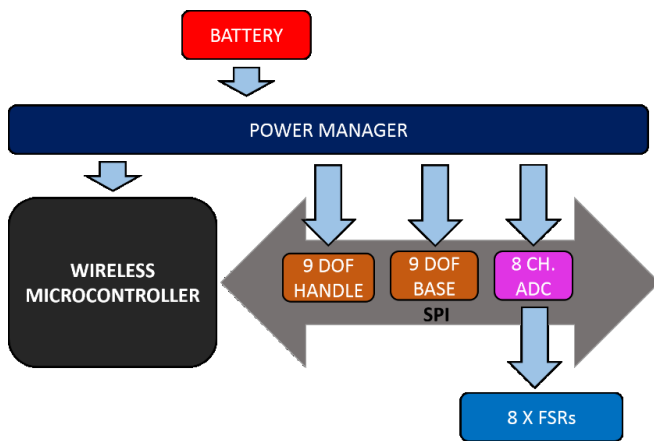 BATTERY
POWER MANAGER
WIRELESS
MICROCONTROLLER
9 DOF
HANDLE
9 DOF
BASE
8 CH.
ADC
SPI
8 X FSRs